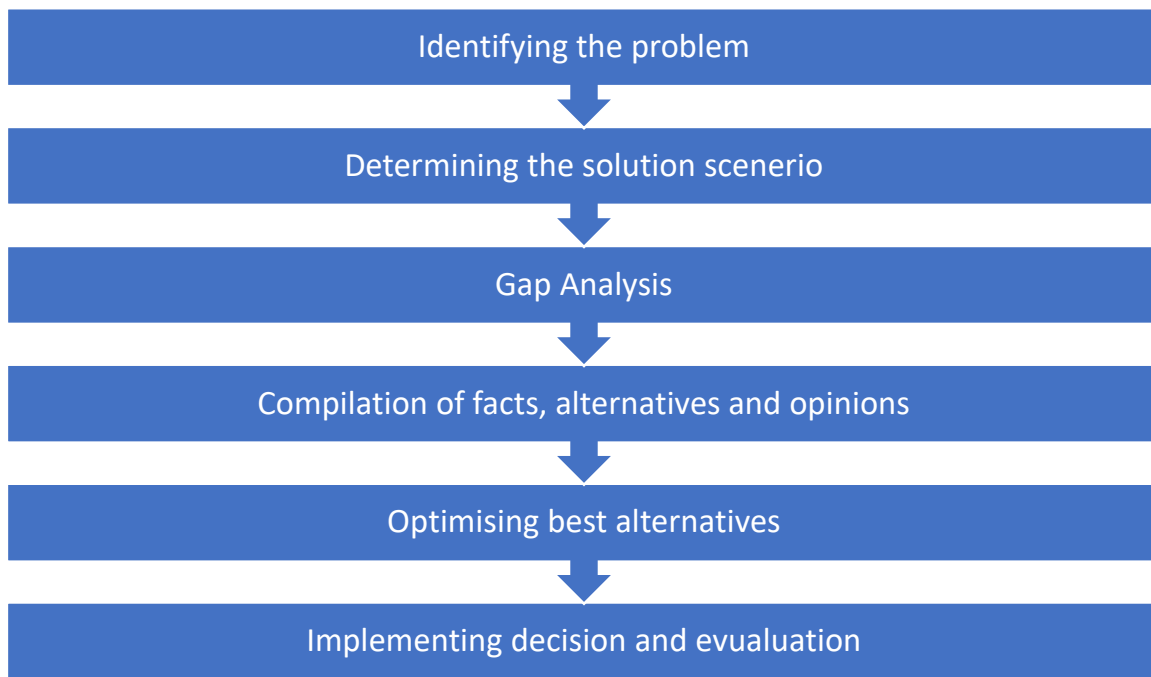 Identifying the problem
Determining the solution scenerio
Gap Analysis
Compilation of facts, alternatives and opinions
Optimising best alternatives
Implementing decision and evualuation